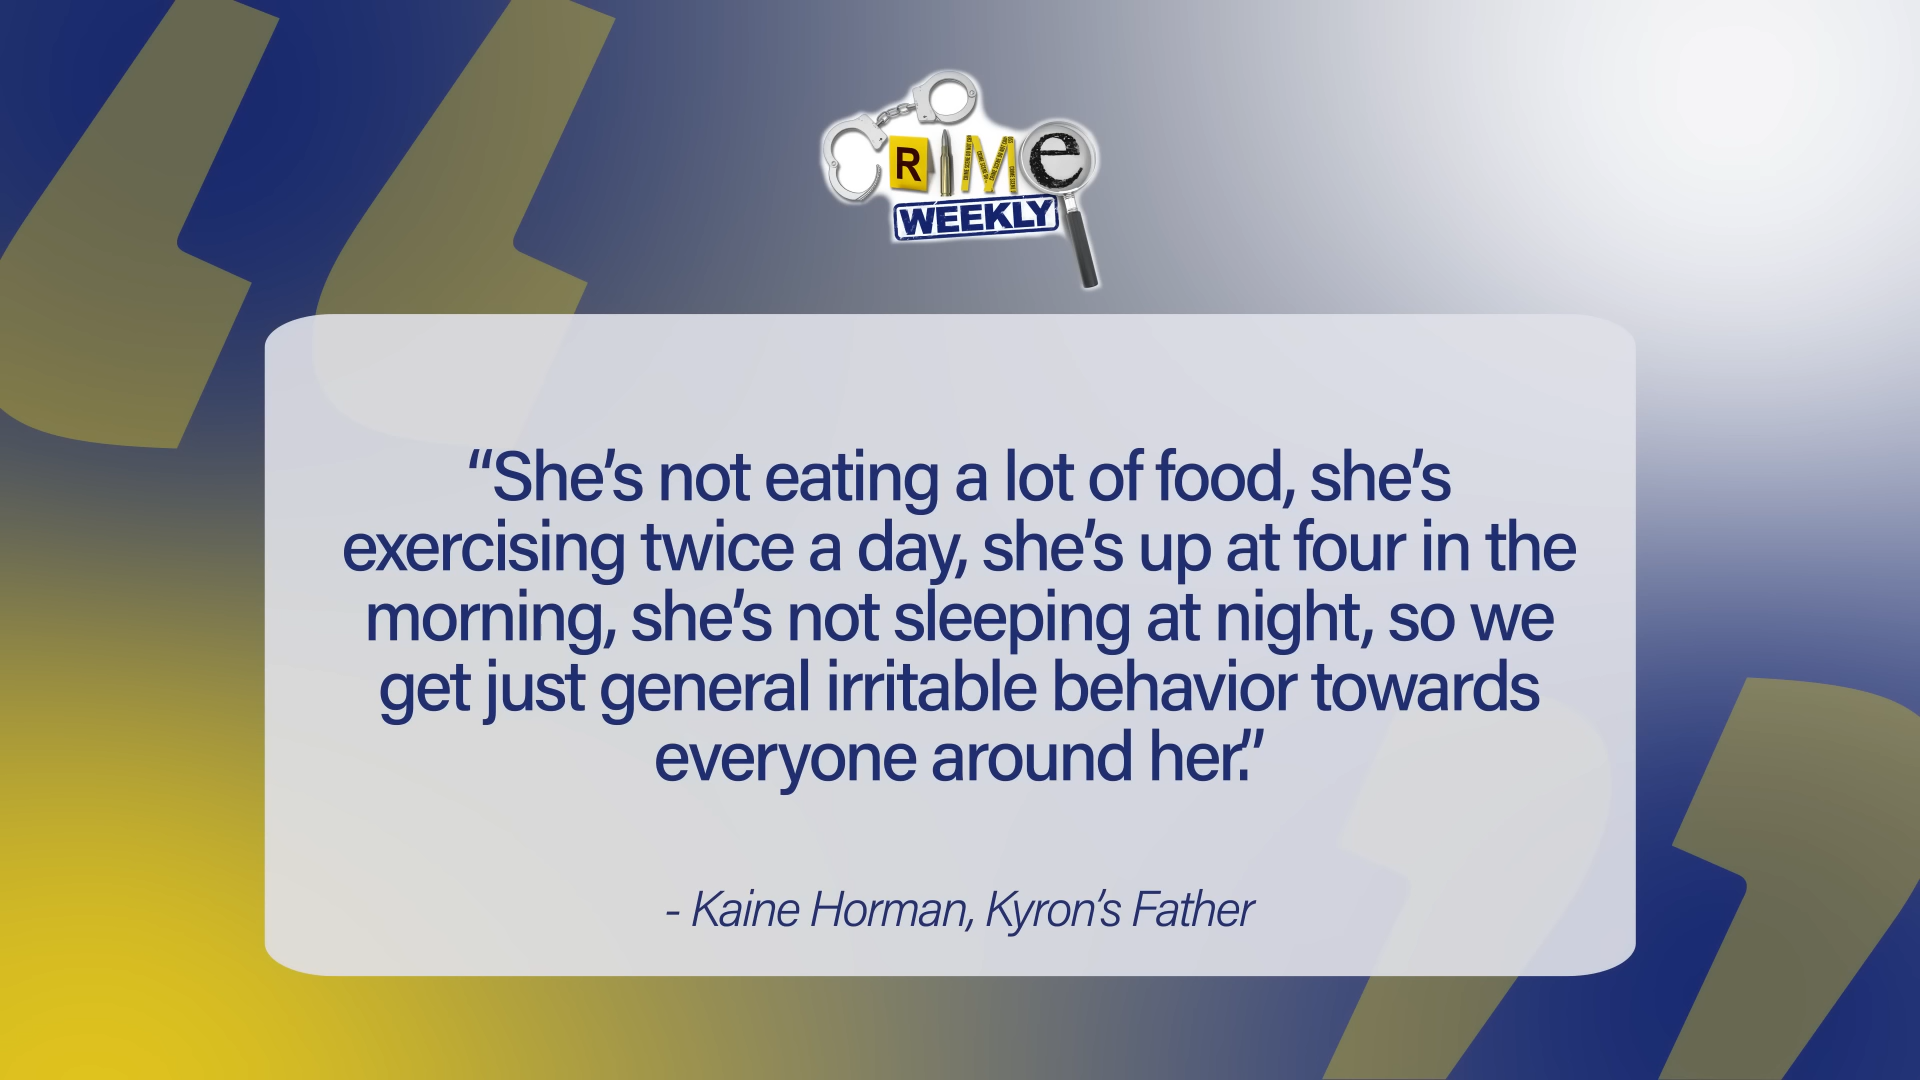 CRIMe
WEEKLY
“She’s not eating a lot of food, she’s
exercising twice a day, she’s up at four in the
morning, she’s not sleeping at night, so we
get just general irritable behavior towards
everyone around her.”
- Kaine Horman, Kyron’s Father